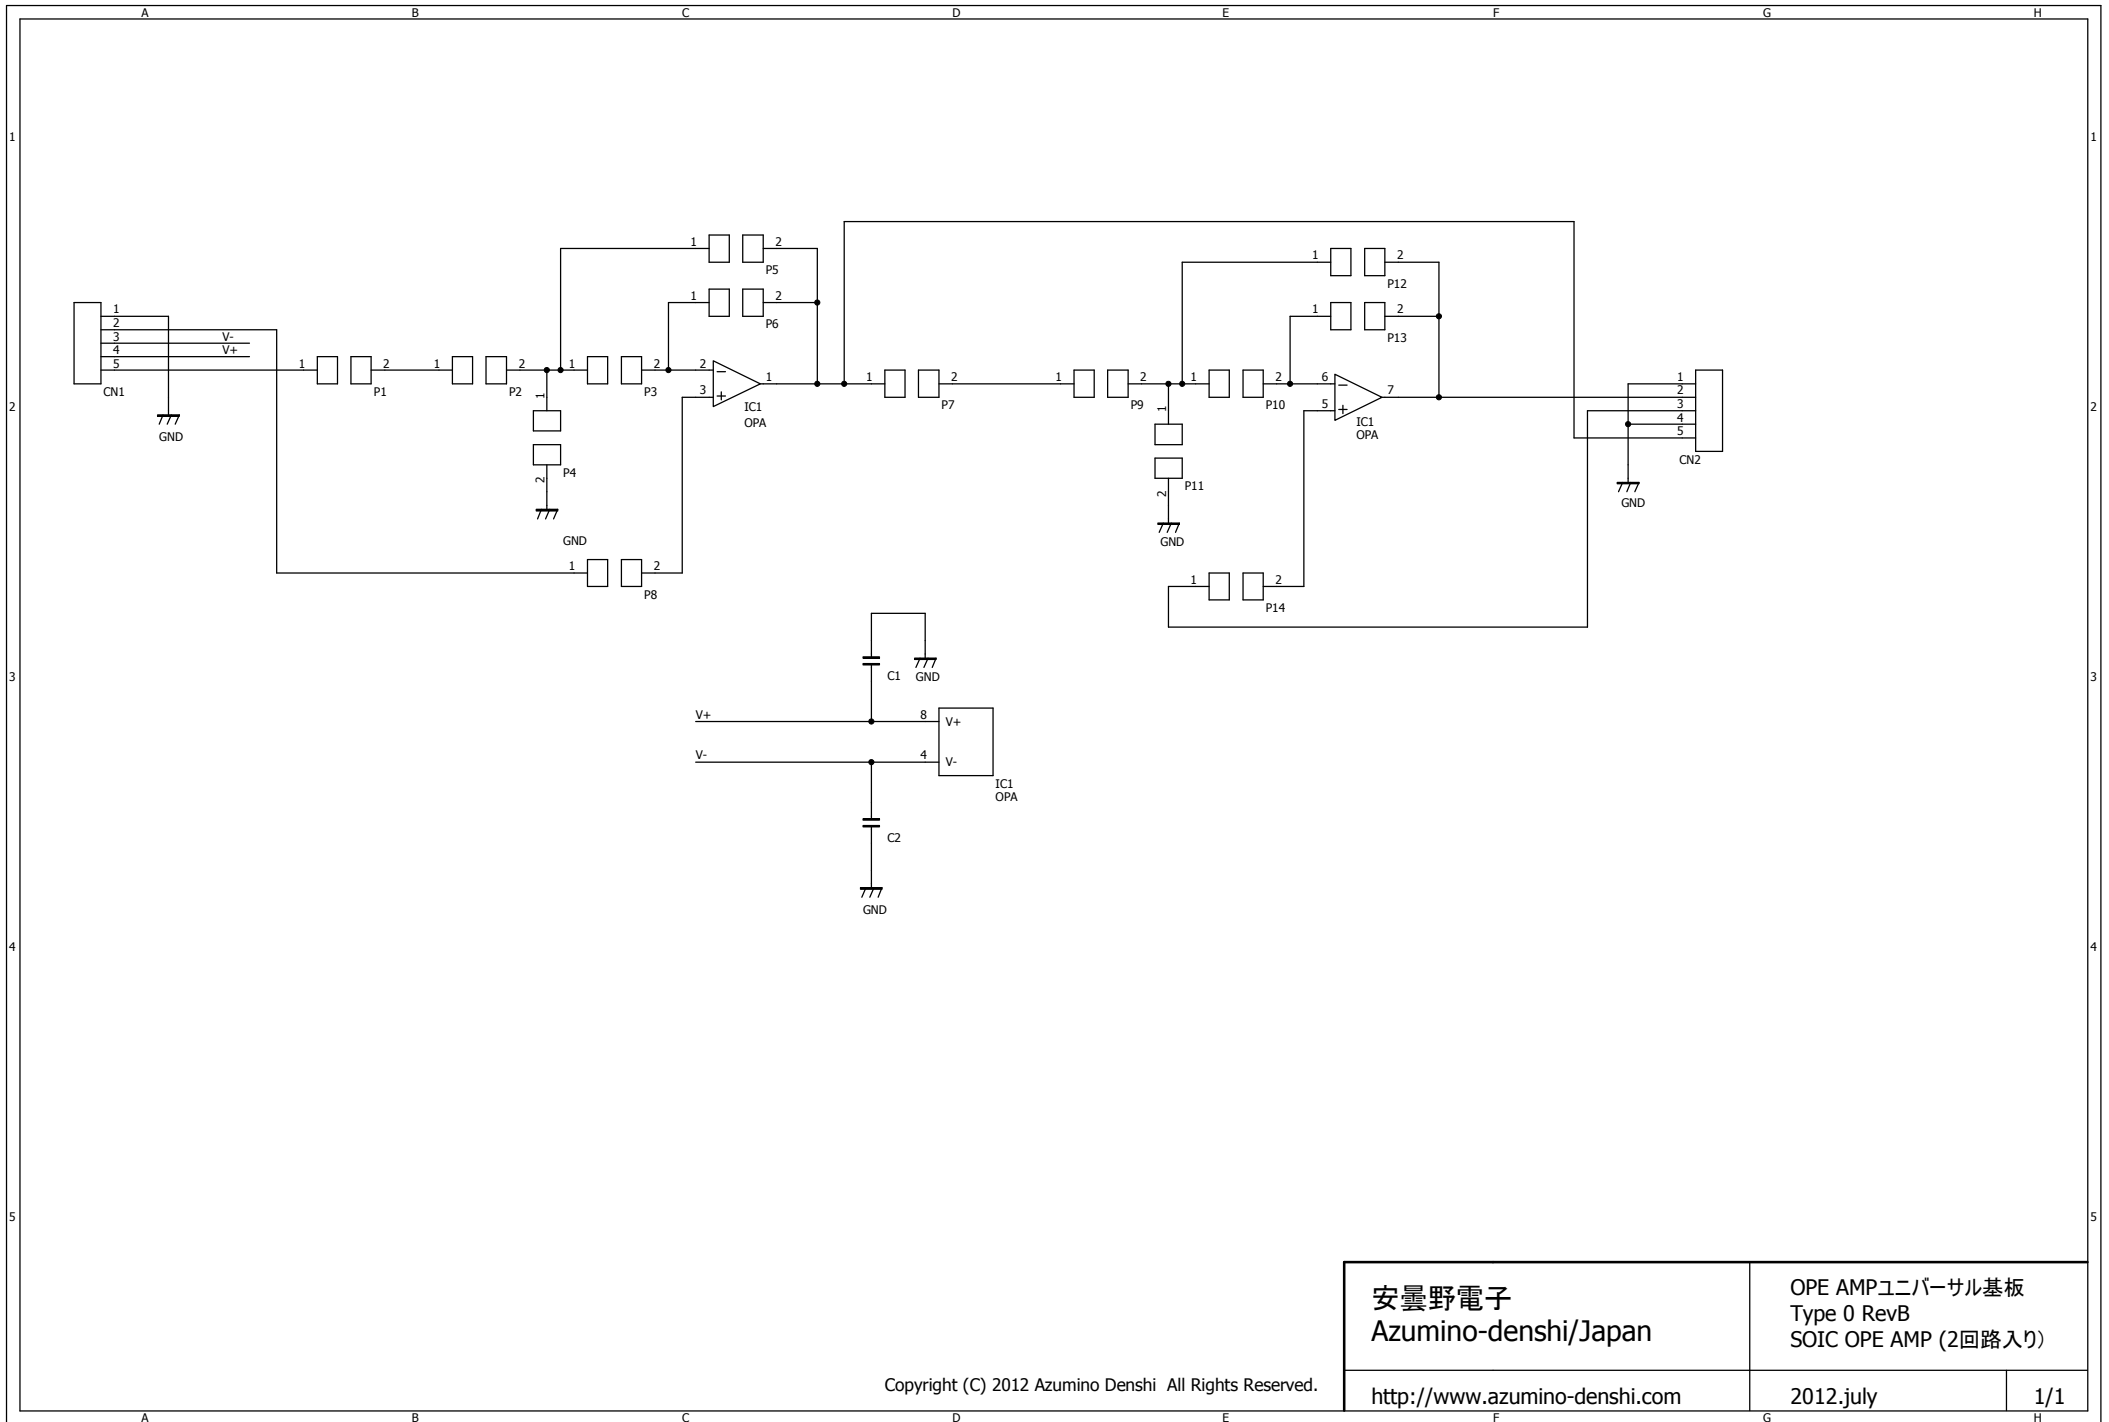 A B C D E F G H
1 1
1 2 P5
1 2 P12
1 2 P6
1 2 P13
1
2
3 V-
4 V+
5
CN1
GND
1 2 P1
1 2 P2
1 2 P3
2
3
1
IC1
OPA
1 2 P7
1 2 P9
1 2 P10
6
5
7
IC1
OPA
1
2
3
4
5
CN2
GND
2 2
1 2 P4
GND
1 2 P11
GND
1 2 P8
1 2 P14
C1 GND
3 3
V+ 8 V+
V- 4 V-
IC1
OPA
C2
GND
4 4
5 5
安曇野電子
Azumino-denshi/Japan
OPE AMPユニバーサル基板
Type 0 RevB
SOIC OPE AMP (2回路入り)
Copyright (C) 2012 Azumino Denshi All Rights Reserved.
http://www.azumino-denshi.com
2012.july
1/1
A B C D E F G H